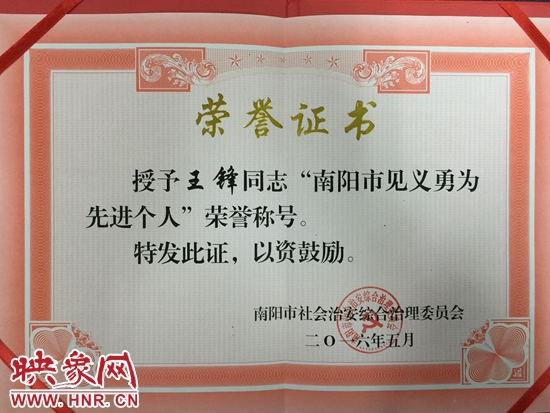 荣誉证书
授予王锋同志“南阳市见义勇为
先进个人”荣誉称号。
特发此证，以资鼓励。
南阳市社会治安综合治理委员会
二〇一六年五月
映象网
www.HNR.cn